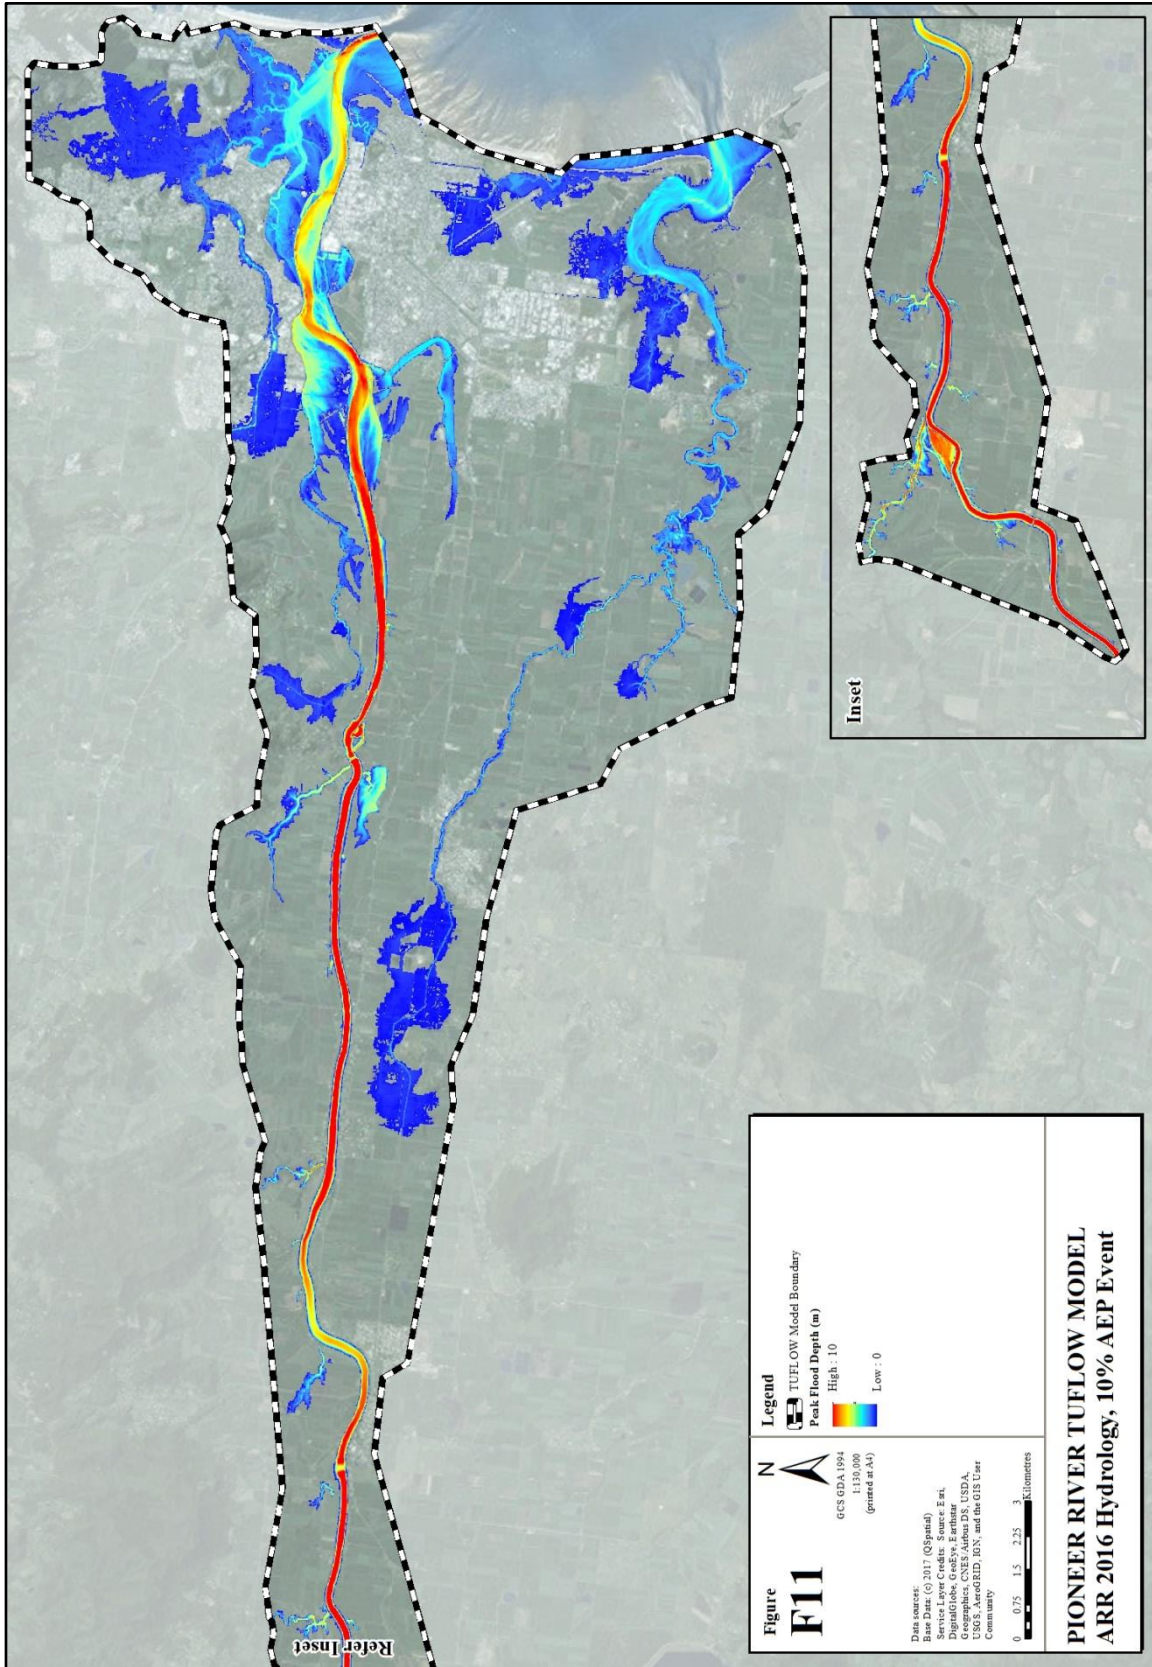 Refer Inset
Inset
Figure
F11
N
GCS GDA 1994
1:130,000
(printed at A4)
Data sources:
Base Data: (c) 2017 (QSpatial)
Service Layer Credits: Source: Esri,
DigitalGlobe, GeoEye, Earthstar
Geographics, CNES/Airbus DS, USDA,
USGS, AeroGRID, IGN, and the GIS User
Community
0 0.75 1.5 2.25 3
Kilometres
Legend
TUFLOW Model Boundary
Peak Flood Depth (m)
High : 10
Low : 0
PIONEER RIVER TUFLOW MODEL
ARR 2016 Hydrology, 10% AEP Event